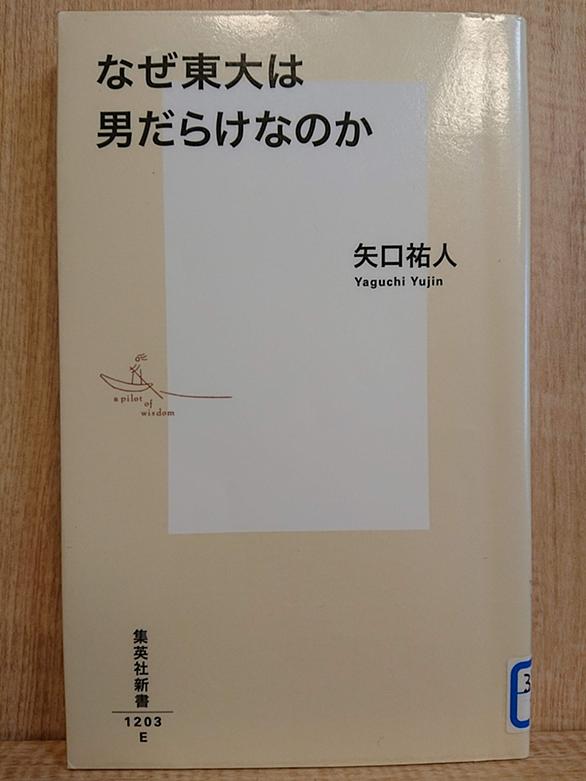 なぜ東大は
男だらけなのか
矢口祐人
Yaguchi Yujin
a pilot
of
wisdom
集英社新書
1203
E
3